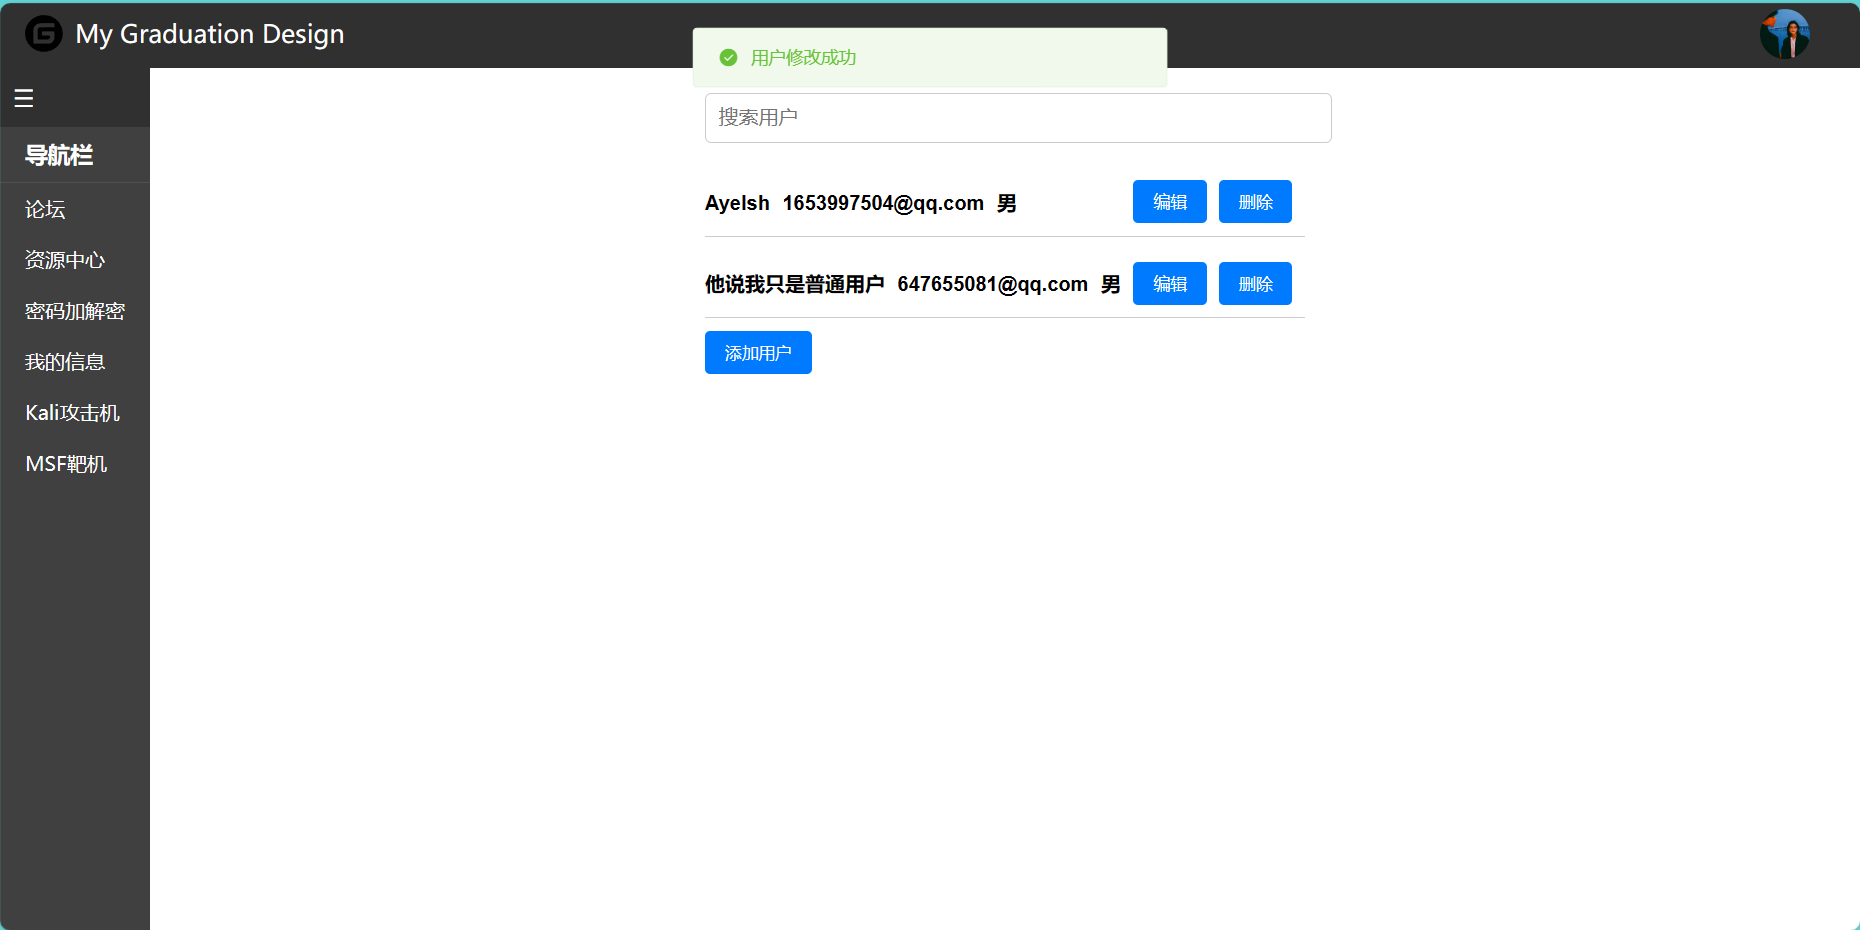 My Graduation Design
用户修改成功
☰
导航栏
论坛
资源中心
密码加解密
我的信息
Kali攻击机
MSF靶机
搜索用户
Ayelsh 1653997504@qq.com 男 编辑 删除
他说我只是普通用户 647655081@qq.com 男 编辑 删除
添加用户